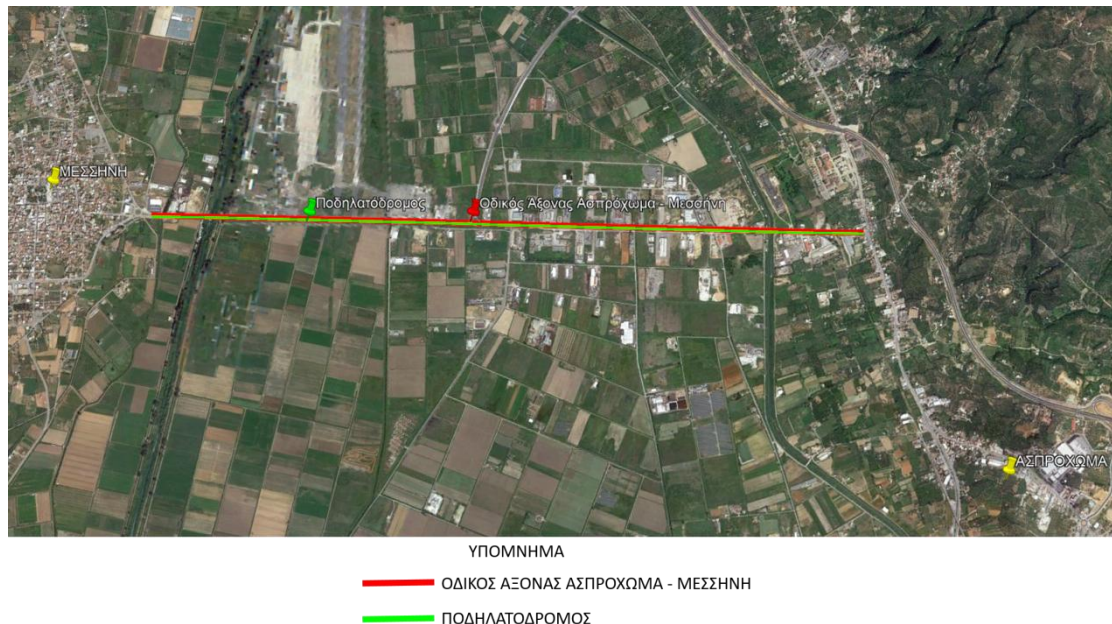 ΜΕΣΣΗΝΗ
Ποδηλατόδρομος
Οδικός Άξονας Ασπρόχωμα - Μεσσήνη
ΑΣΠΡΟΧΩΜΑ
ΥΠΟΜΝΗΜΑ
ΟΔΙΚΟΣ ΑΞΟΝΑΣ ΑΣΠΡΟΧΩΜΑ - ΜΕΣΣΗΝΗ
ΠΟΔΗΛΑΤΟΔΡΟΜΟΣ